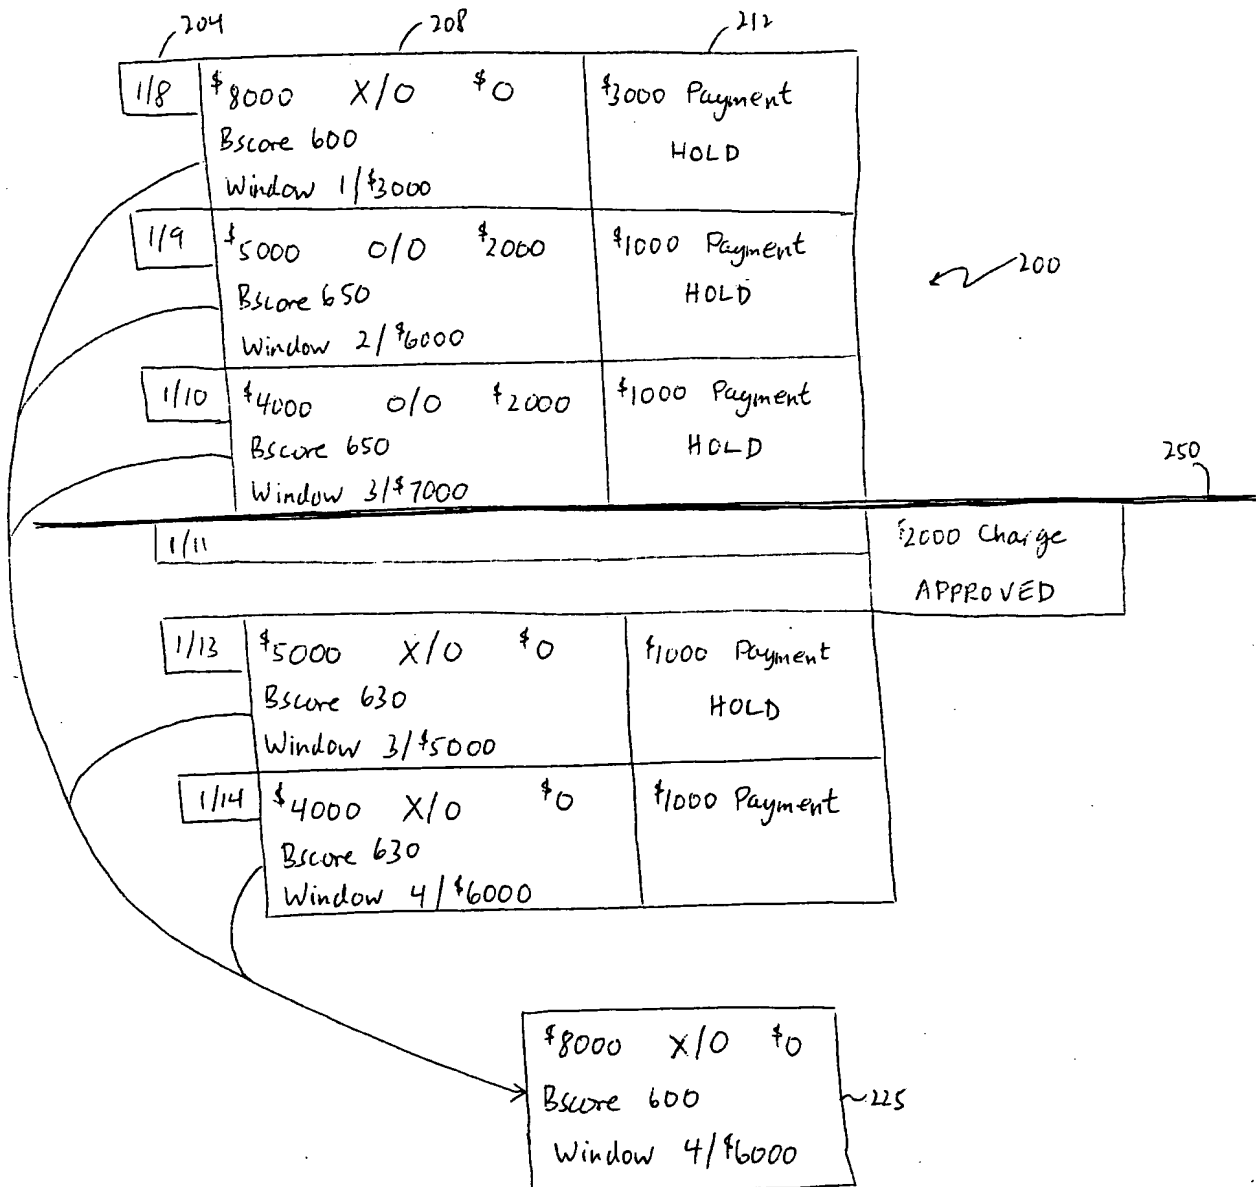 204 208 212
1/8 $8000 X/0 $0 $3000 Payment
Bscore 600 HOLD
Window 1/$3000
1/9 $5000 0/0 $2000 $1000 Payment
Bscore 650 HOLD
Window 2/$6000
200
1/10 $4000 0/0 $2000 $1000 Payment
Bscore 650 HOLD
Window 3/$7000
250
1/11 $2000 Charge
APPROVED
1/13 $5000 X/0 $0 $1000 Payment
Bscore 630 HOLD
Window 3/$5000
1/14 $4000 X/0 $0 $1000 Payment
Bscore 630
Window 4/$6000
$8000 X/0 $0
Bscore 600 225
Window 4/$6000